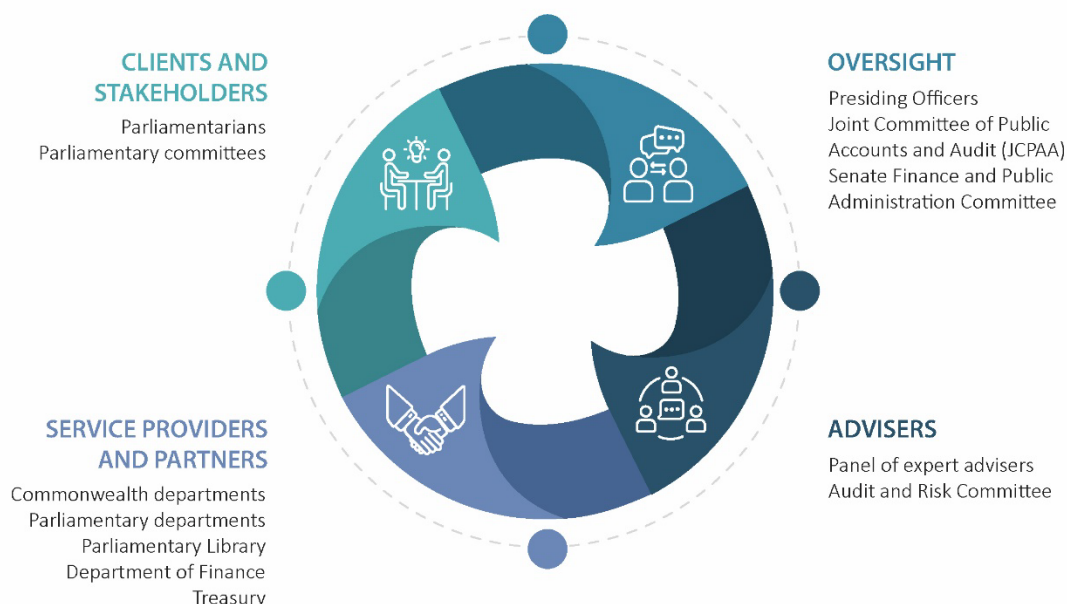 CLIENTS AND
STAKEHOLDERS
Parliamentarians
Parliamentary committees
OVERSIGHT
Presiding Officers
Joint Committee of Public
Accounts and Audit (JCPAA)
Senate Finance and Public
Administration Committee
SERVICE PROVIDERS
AND PARTNERS
Commonwealth departments
Parliamentary departments
Parliamentary Library
Department of Finance
Treasury
ADVISERS
Panel of expert advisers
Audit and Risk Committee